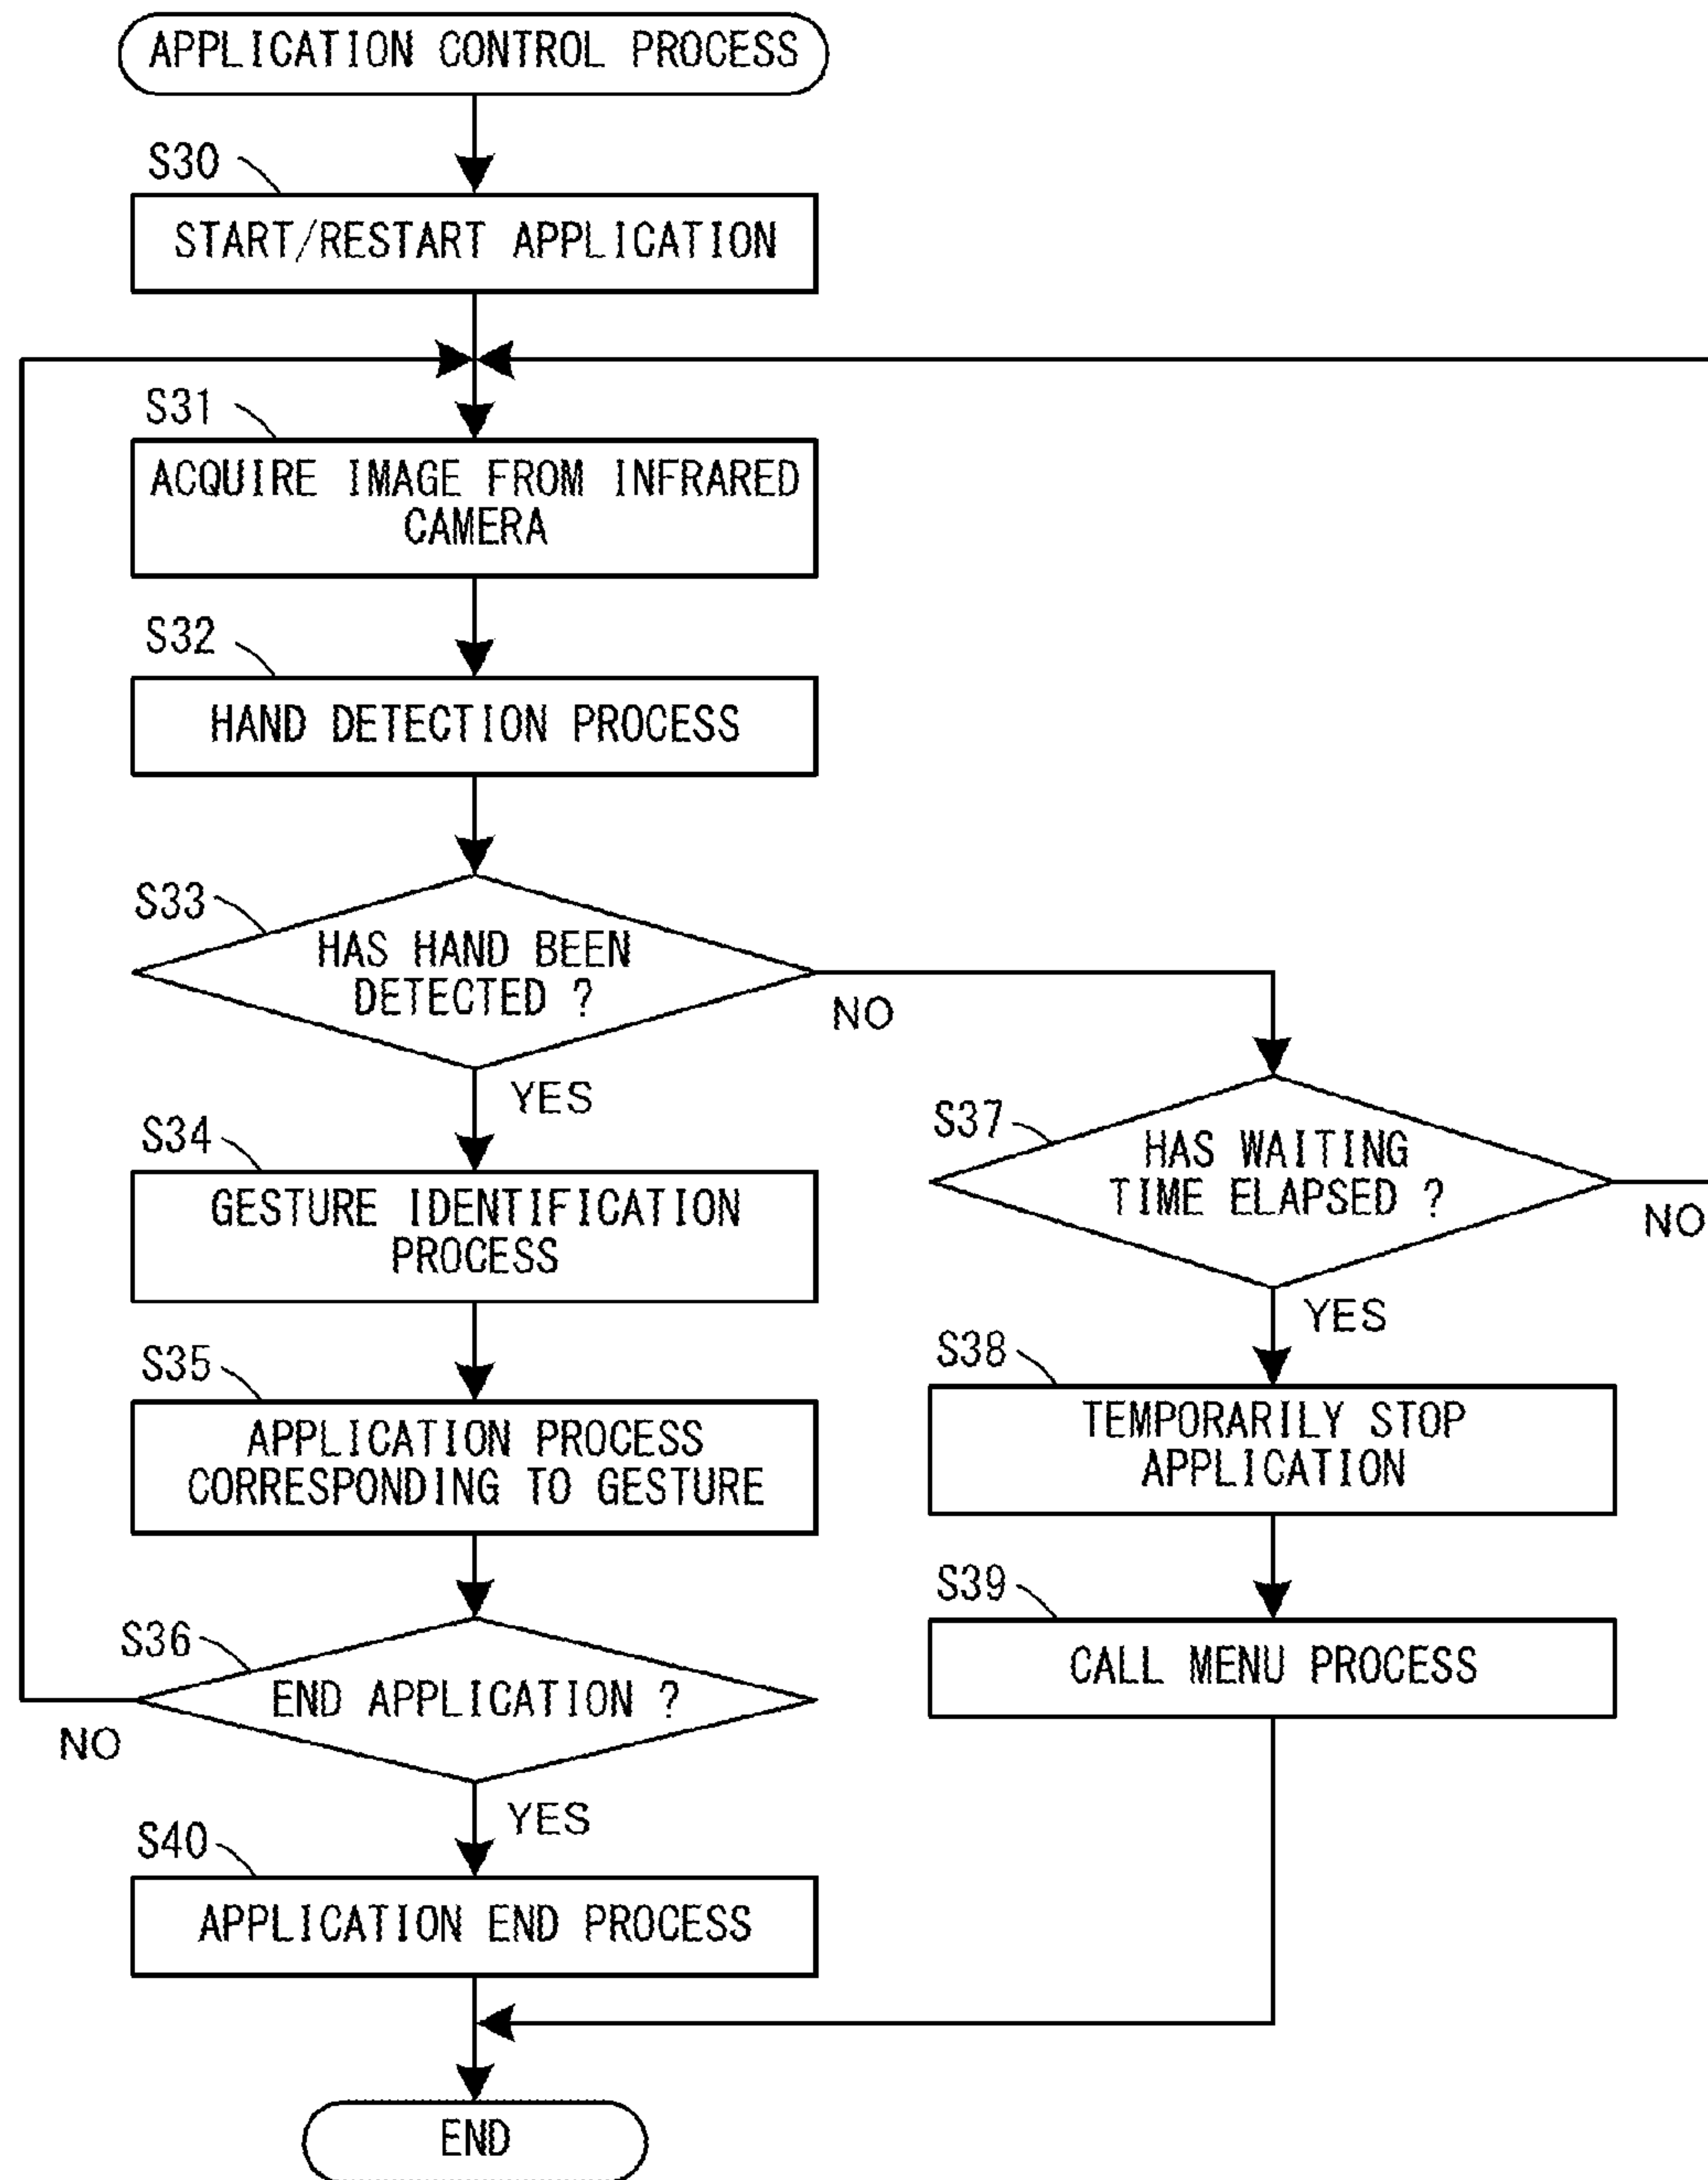 APPLICATION CONTROL PROCESS
S30
START/RESTART APPLICATION
S31
ACQUIRE IMAGE FROM INFRARED
CAMERA
S32
HAND DETECTION PROCESS
S33
HAS HAND BEEN
DETECTED ?
NO
YES
S34
GESTURE IDENTIFICATION
PROCESS
S35
APPLICATION PROCESS
CORRESPONDING TO GESTURE
S36
END APPLICATION ?
NO
YES
S40
APPLICATION END PROCESS
S37
HAS WAITING
TIME ELAPSED ?
NO
YES
S38
TEMPORARILY STOP
APPLICATION
S39
CALL MENU PROCESS
END